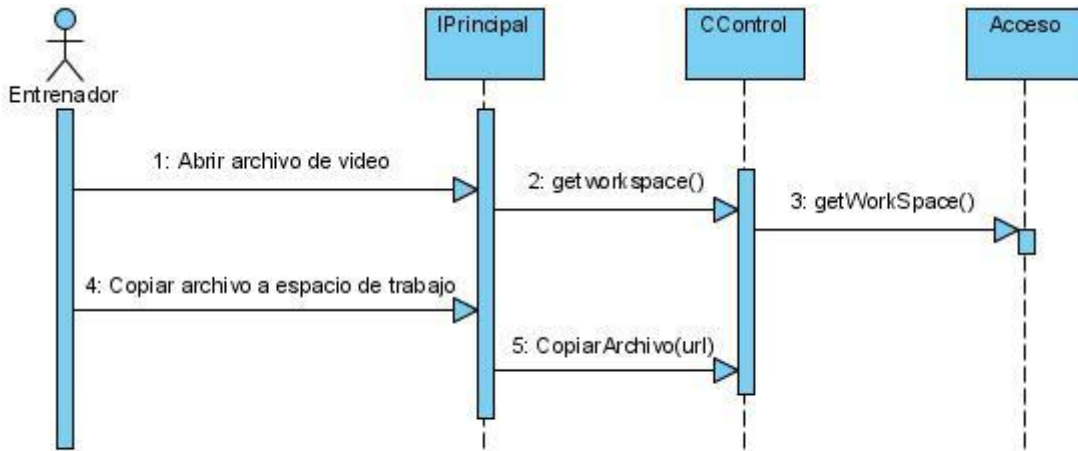 IPrincipal
CControl
Acceso
Entrenador
1: Abrir archivo de video
2: getworkspace()
3: getWorkSpace()
4: Copiar archivo a espacio de trabajo
5: CopiarArchivo(url)